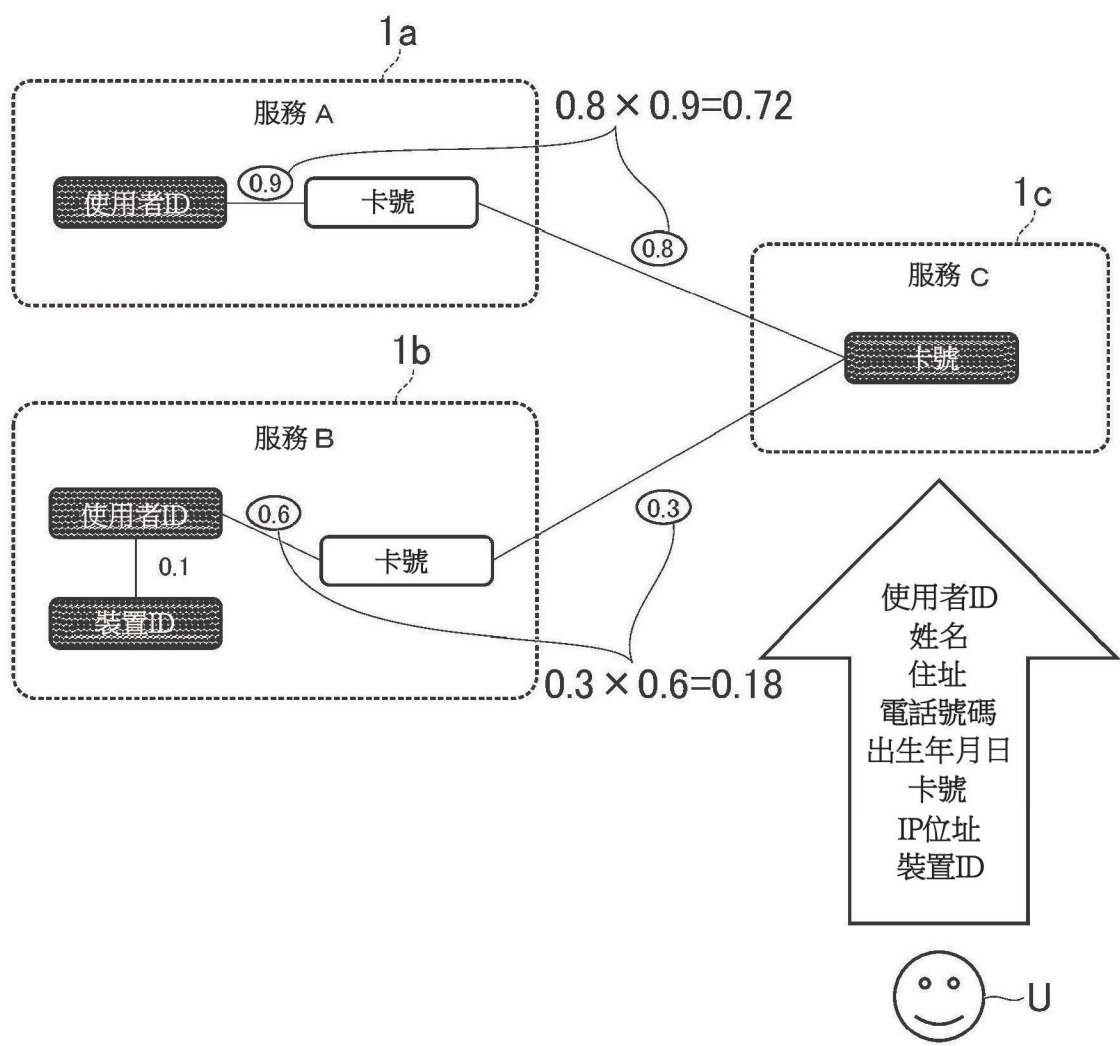 1a
服務 A
0.8×0.9=0.72
使用者ID
0.9
卡號
0.8
1c
服務 C
卡號
1b
服務 B
使用者ID
0.6
0.3
卡號
0.1
裝置ID
0.3×0.6=0.18
使用者ID
姓名
住址
電話號碼
出生年月日
卡號
IP位址
裝置ID
U